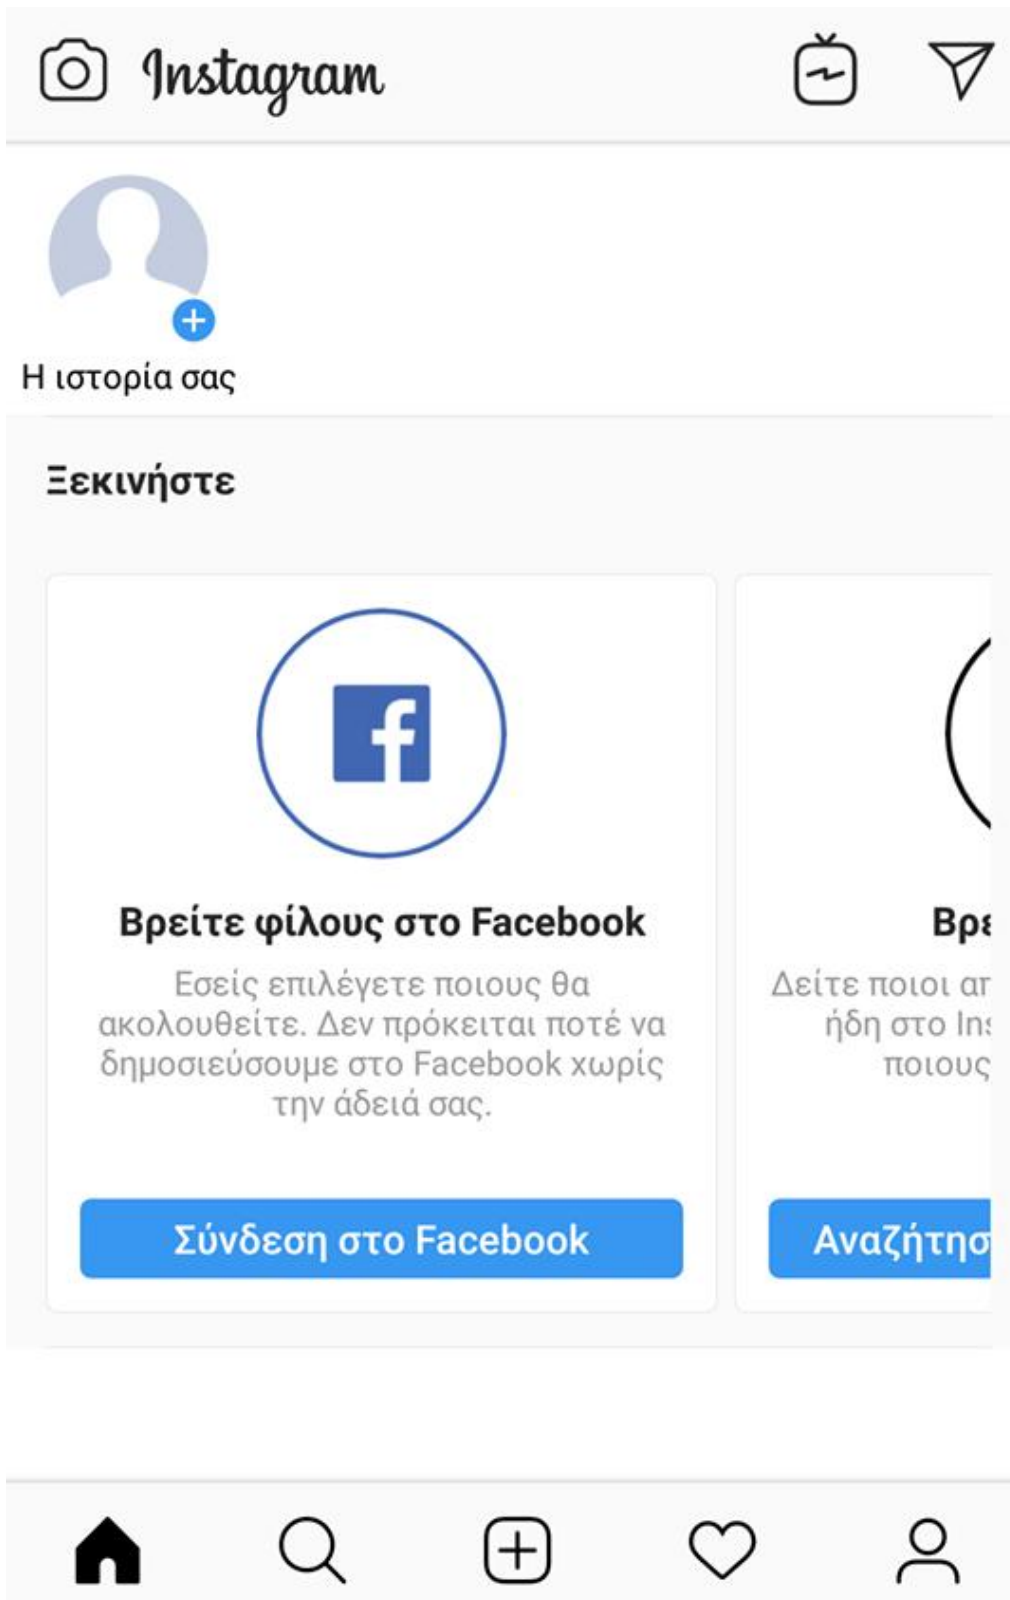 Instagram
Η ιστορία σας
Ξεκινήστε
Βρείτε φίλους στο Facebook
Εσείς επιλέγετε ποιους θα
ακολουθείτε. Δεν πρόκειται ποτέ να
δημοσιεύσουμε στο Facebook χωρίς
την άδειά σας.
Σύνδεση στο Facebook
Δείτε ποιοι
ήδη στο
ποιους